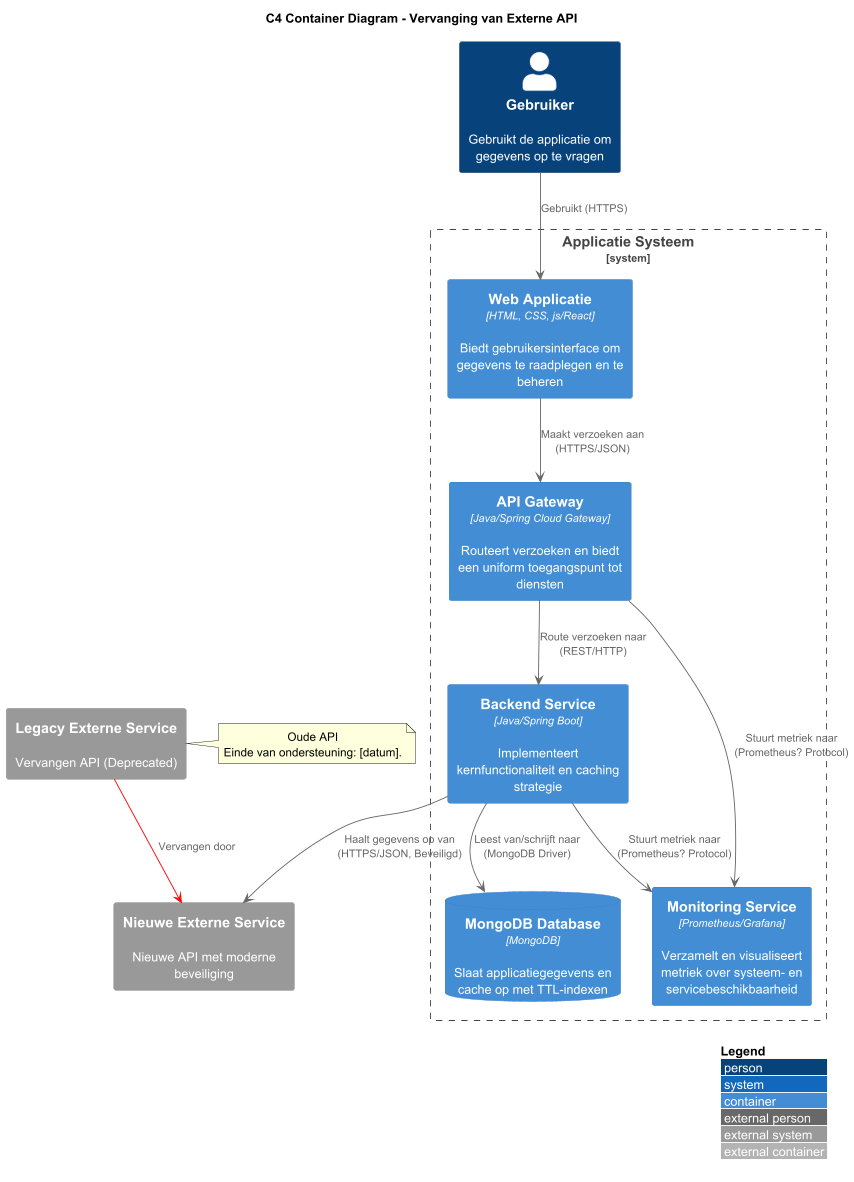 C4 Container Diagram - Vervanging van Externe API
Gebruiker
Gebruikt de applicatie om
gegevens op te vragen
Gebruikt (HTTPS)
Applicatie Systeem
[system]
Web Applicatie
[HTML, CSS, js/React]
Biedt gebruikersinterface om
gegevens te raadplegen en te
beheren
Maakt verzoeken aan
(HTTPS/JSON)
API Gateway
[Java/Spring Cloud Gateway]
Routeert verzoeken en biedt
een uniform toegangspunt tot
diensten
Route verzoeken naar
(REST/HTTP)
Backend Service
[Java/Spring Boot]
Implementeert
kernfunctionaliteit en caching
strategie
Legacy Externe Service
Vervangen API (Deprecated)
Oude API
Einde van ondersteuning: [datum].
Stuurt metriek naar
(Prometheus? Protocol)
Vervangen door
Haalt gegevens op van
(HTTPS/JSON, Beveiligd)
Leest van/schrijft naar
(MongoDB Driver)
Stuurt metriek naar
(Prometheus? Protocol)
Nieuwe Externe Service
Nieuwe API met moderne
beveiliging
MongoDB Database
[MongoDB]
Slaat applicatiegegevens en
cache op met TTL-indexen
Monitoring Service
[Prometheus/Grafana]
Verzamelt en visualiseert
metriek over systeem- en
servicebeschikbaarheid
Legend
person
system
container
external person
external system
external container